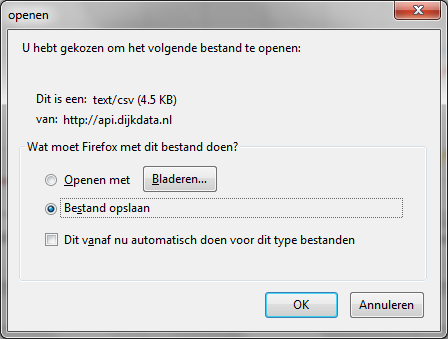 openen
U hebt gekozen om het volgende bestand te openen:
Dit is een: text/csv (4.5 KB)
van: http://api.dijkdata.nl
Wat moet Firefox met dit bestand doen?
Openen met Bladeren...
Bestand opslaan
Dit vanaf nu automatisch doen voor dit type bestanden
OK Annuleren